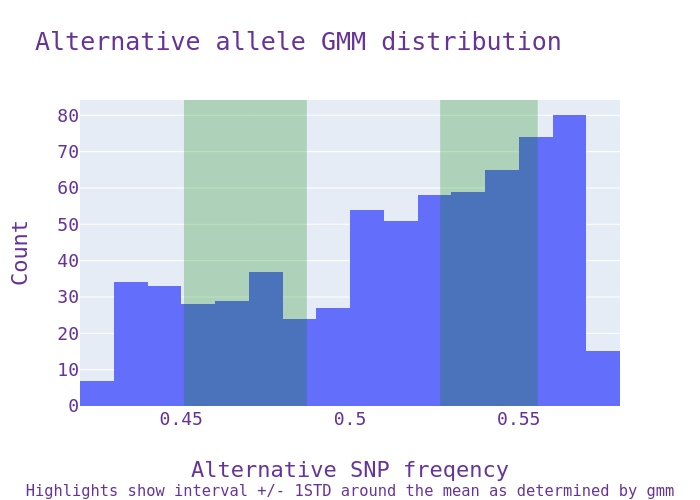 Alternative allele GMM distribution
80
70
60
50
40
30
20
10
0
Count
0.45 0.5 0.55
Alternative SNP freqency
Highlights show interval +/- 1STD around the mean as determined by gmm